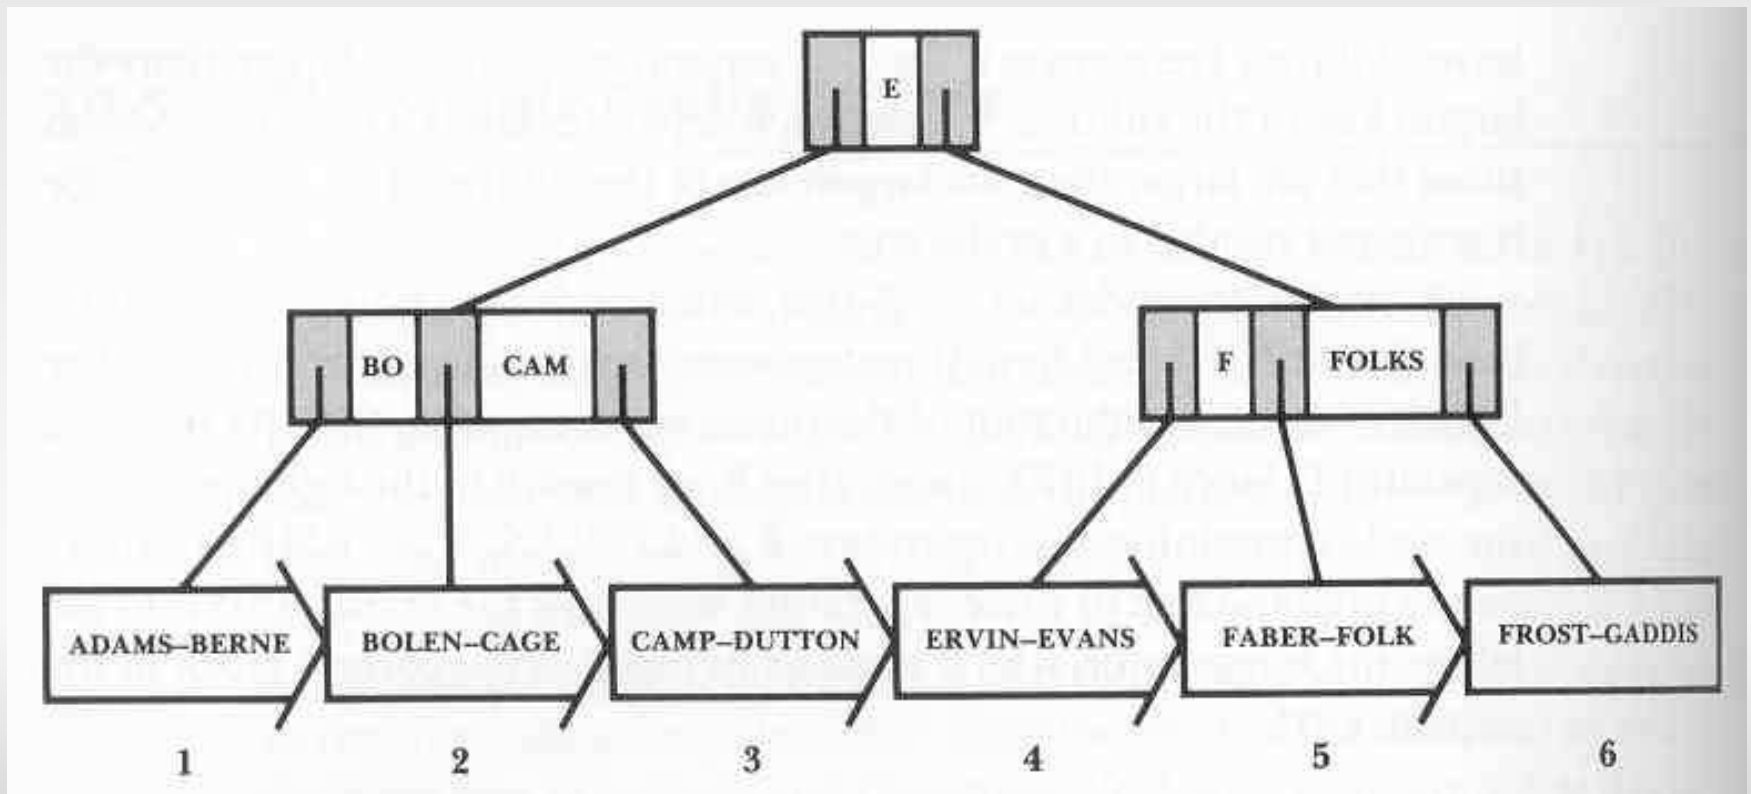 E
BO CAM F FOLKS
ADAMS–BERNE BOLEN–CAGE CAMP–DUTTON ERVIN–EVANS FABER–FOLK FROST–GADDIS
1 2 3 4 5 6